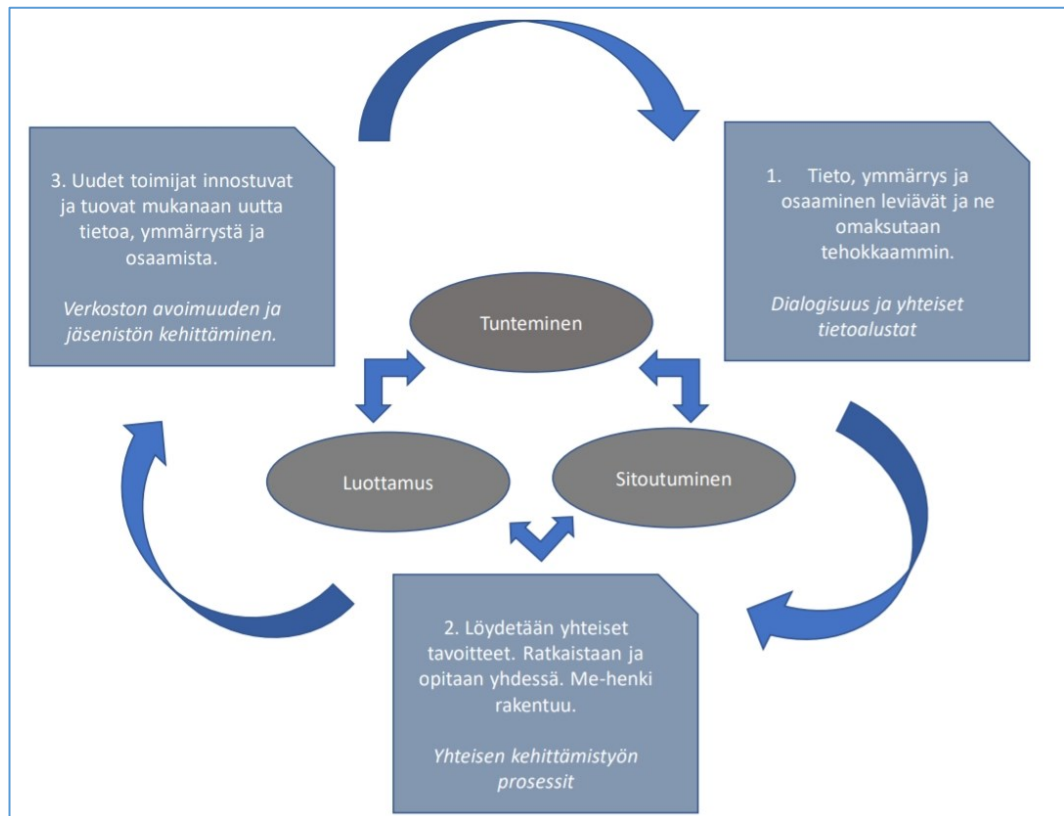 3. Uudet toimijat innostuvat
ja tuovat mukanaan uutta
tietoa, ymmärrystä ja
osaamista.
Verkoston avoimuuden ja
jäsenistön kehittäminen.
1. Tieto, ymmärrys ja
osaaminen leviävät ja ne
omaksutaan
tehokkaammin.
Dialogisuus ja yhteiset
tietoalustat
Tunteminen
Luottamus
Sitoutuminen
2. Löydetään yhteiset
tavoitteet. Ratkaistaan ja
opitaan yhdessä. Me-henki
rakentuu.
Yhteisen kehittämistyön
prosessit